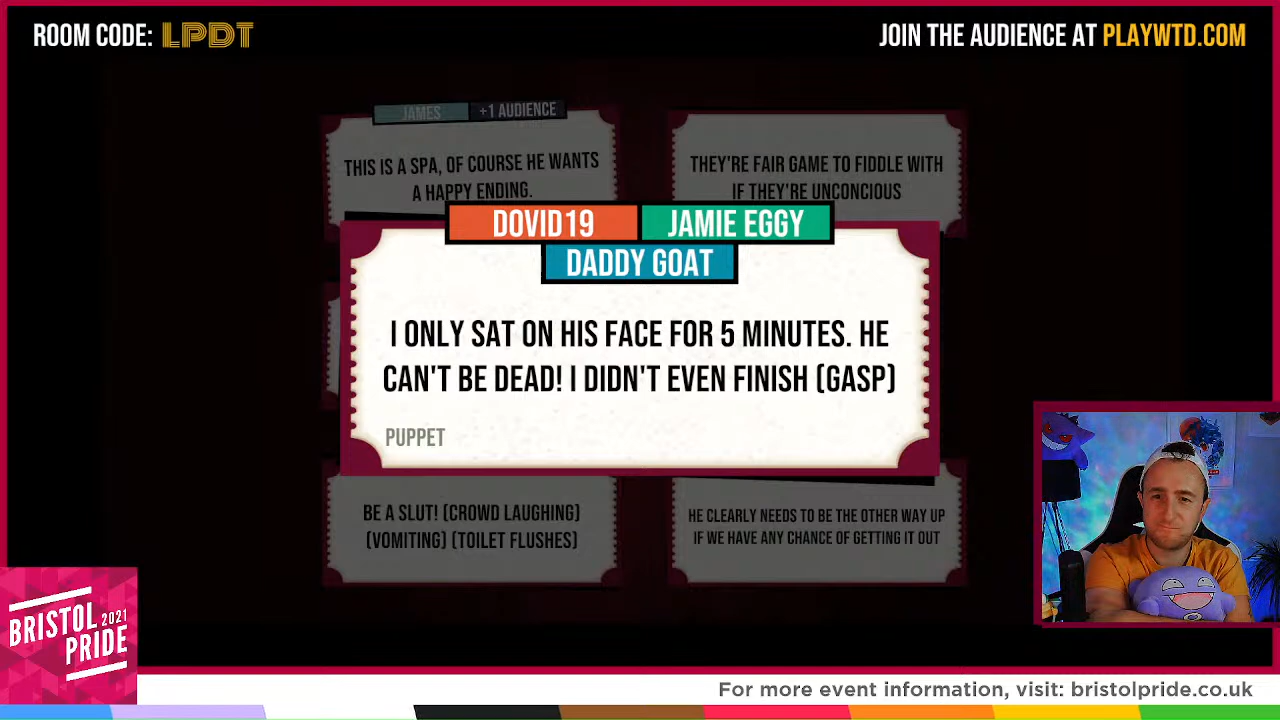 ROOM CODE: LPDT
JOIN THE AUDIENCE AT PLAYWTD.COM
JAMES
+1 AUDIENCE
THIS IS A SPA, OF COURSE HE WANTS
A HAPPY ENDING.
THEY'RE FAIR GAME TO FIDDLE WITH
IF THEY'RE UNCONCIOUS
DOVID19
JAMIE EGGY
DADDY GOAT
I ONLY SAT ON HIS FACE FOR 5 MINUTES. HE
CAN'T BE DEAD! I DIDN'T EVEN FINISH (GASP)
PUPPET
BE A SLUT! (CROWD LAUGHING)
(VOMITING) (TOILET FLUSHES)
HE CLEARLY NEEDS TO BE THE OTHER WAY UP
IF WE HAVE ANY CHANCE OF GETTING IT OUT
BRISTOL 2021
PRIDE
For more event information, visit: bristolpride.co.uk